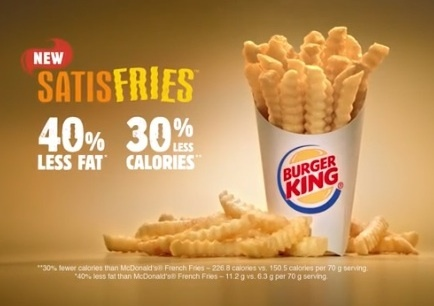 NEW
SATISFRIES™
40% 30% LESS
LESS FAT* CALORIES**
BURGER
KING®
**30% fewer calories than McDonald's® French Fries – 226.8 calories vs. 150.5 calories per 70 g serving.
*40% less fat than McDonald's® French Fries – 11.2 g vs. 6.3 g per 70 g serving.